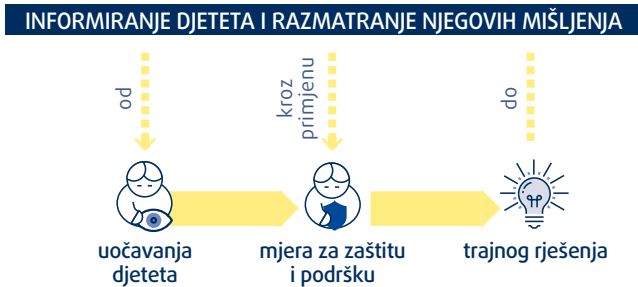 INFORMIRANJE DJETETA I RAZMATRANJE NJEGOVIH MIŠLJENJA
od
kroz
primjenu
do
uočavanja
djeteta
mjera za zaštitu
i podršku
trajnog rješenja